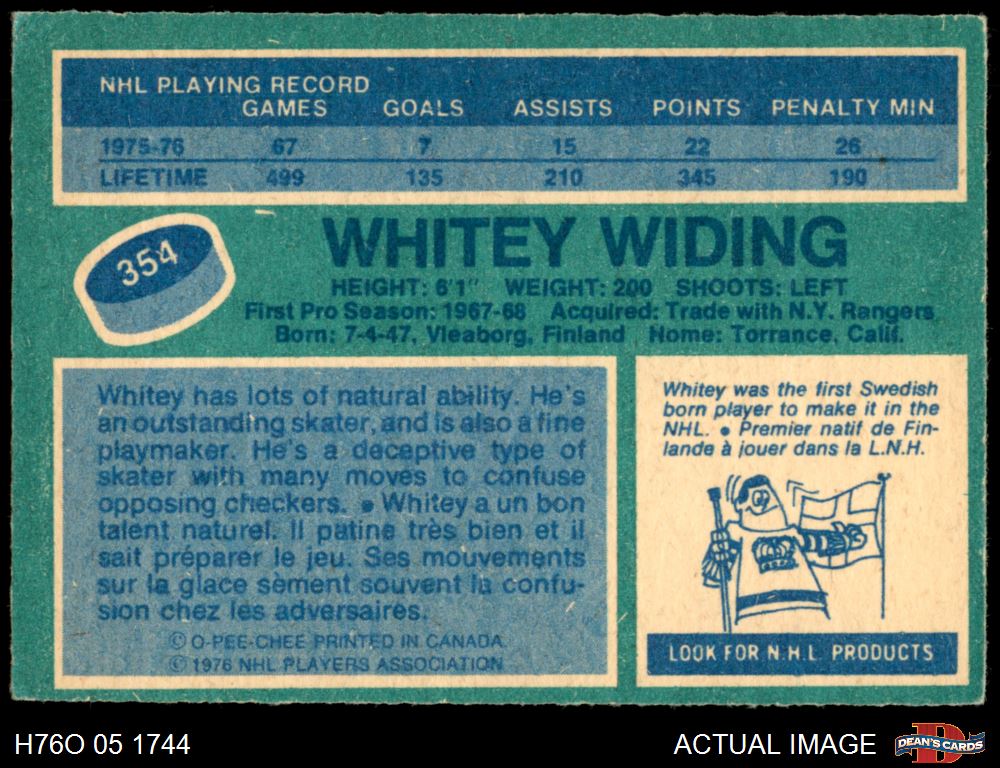 NHL PLAYING RECORD
GAMES GOALS ASSISTS POINTS PENALTY MIN
1975-76 67 7 15 22 26
LIFETIME 499 135 210 345 190
354
WHITEY WIDING
HEIGHT: 6'1" WEIGHT: 200 SHOOTS: LEFT
First Pro Season: 1967-68 Acquired: Trade with N.Y. Rangers
Born: 7-4-47, Vleaborg, Finland Nome: Torrance, Calif.
Whitey has lots of natural ability. He's
an outstanding skater, and is also a fine
playmaker. He's a deceptive type of
skater with many moves to confuse
opposing checkers. • Whitey a un bon
talent naturel. Il patine très bien et il
sait préparer le jeu. Ses mouvements
sur la glace sèment souvent la confu-
sion chez les adversaires.
© O-PEE-CHEE PRINTED IN CANADA.
© 1976 NHL PLAYERS ASSOCIATION
Whitey was the first Swedish
born player to make it in the
NHL. • Premier natif de Fin-
lande à jouer dans la L.N.H.
LOOK FOR N.H.L. PRODUCTS
H76O 05 1744
ACTUAL IMAGE
DEAN'S CARDS